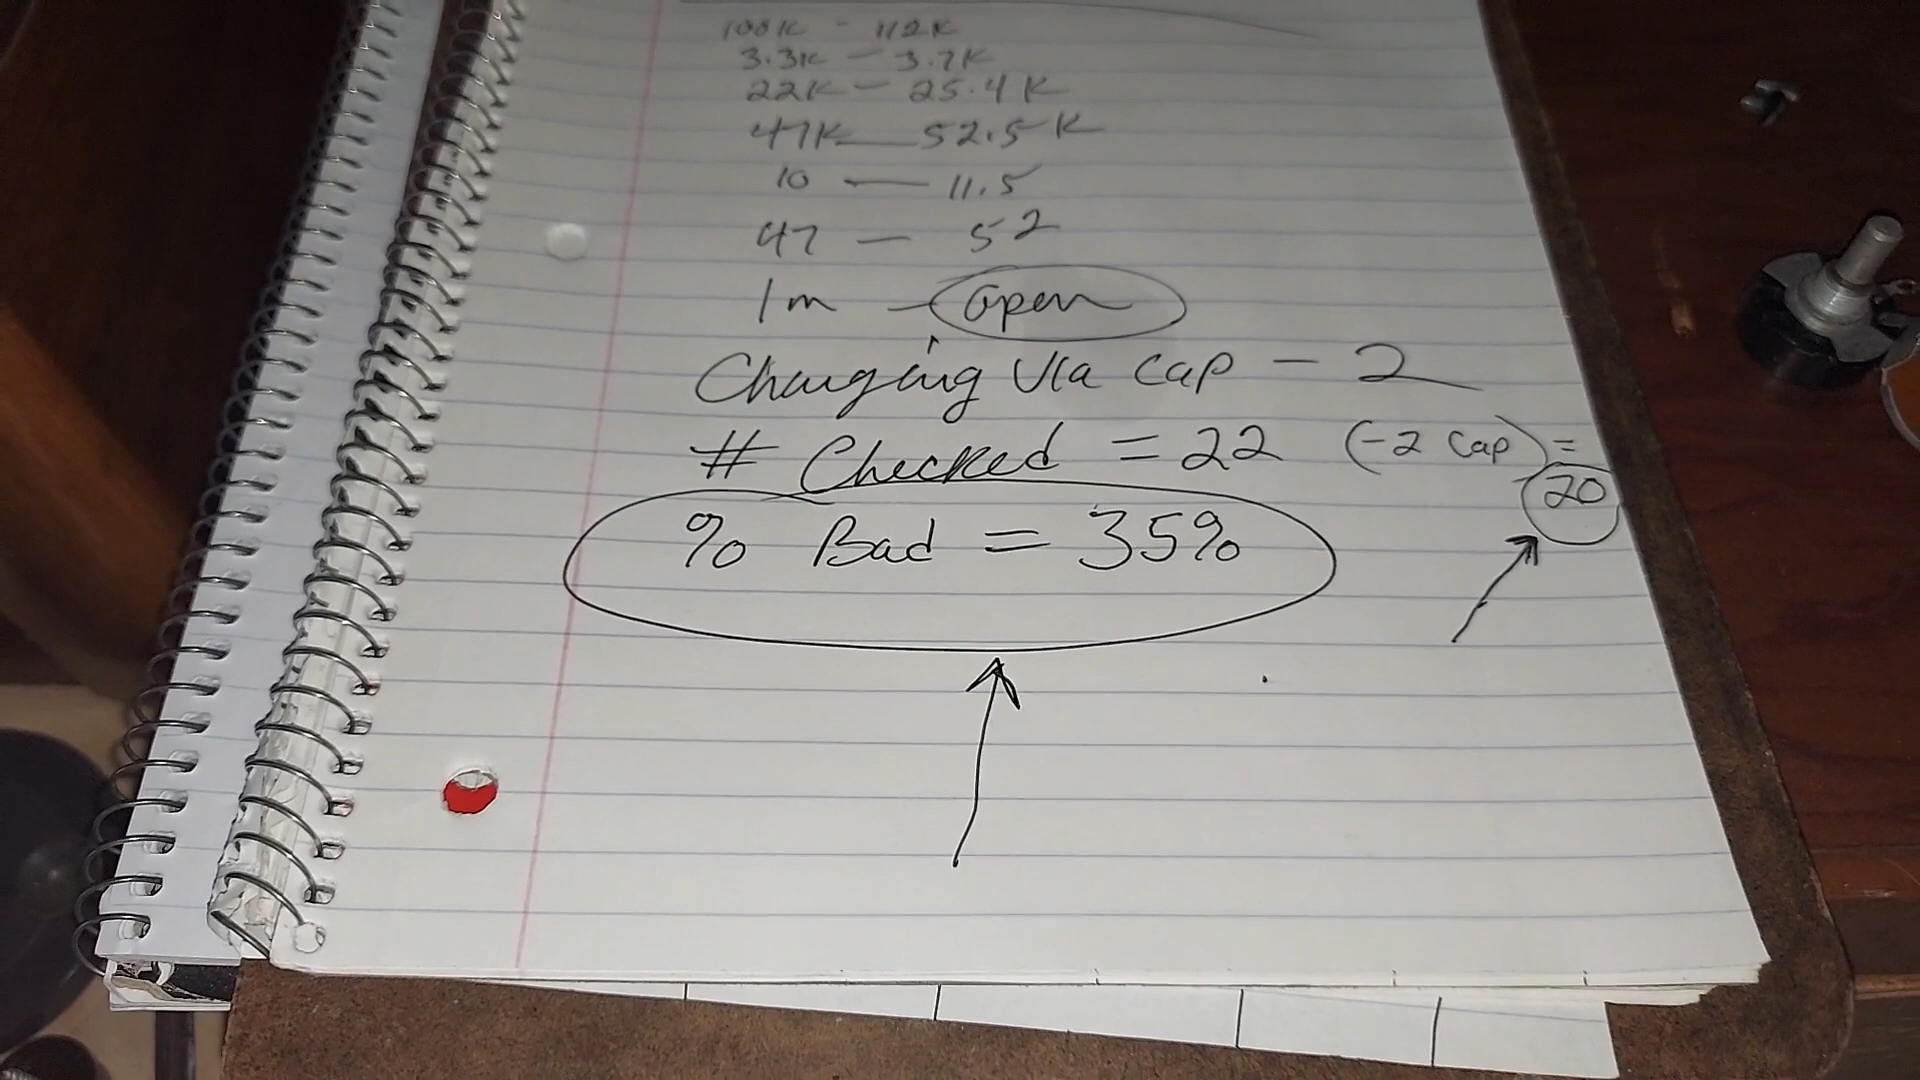 100K - 112K
3.3K - 3.7K
22K - 25.4K
47K - 52.5K
10 - 11.5
47 - 52
1m - Open
Charging Via Cap - 2
# Checked = 22 (-2 Cap) =
20
% Bad = 35%